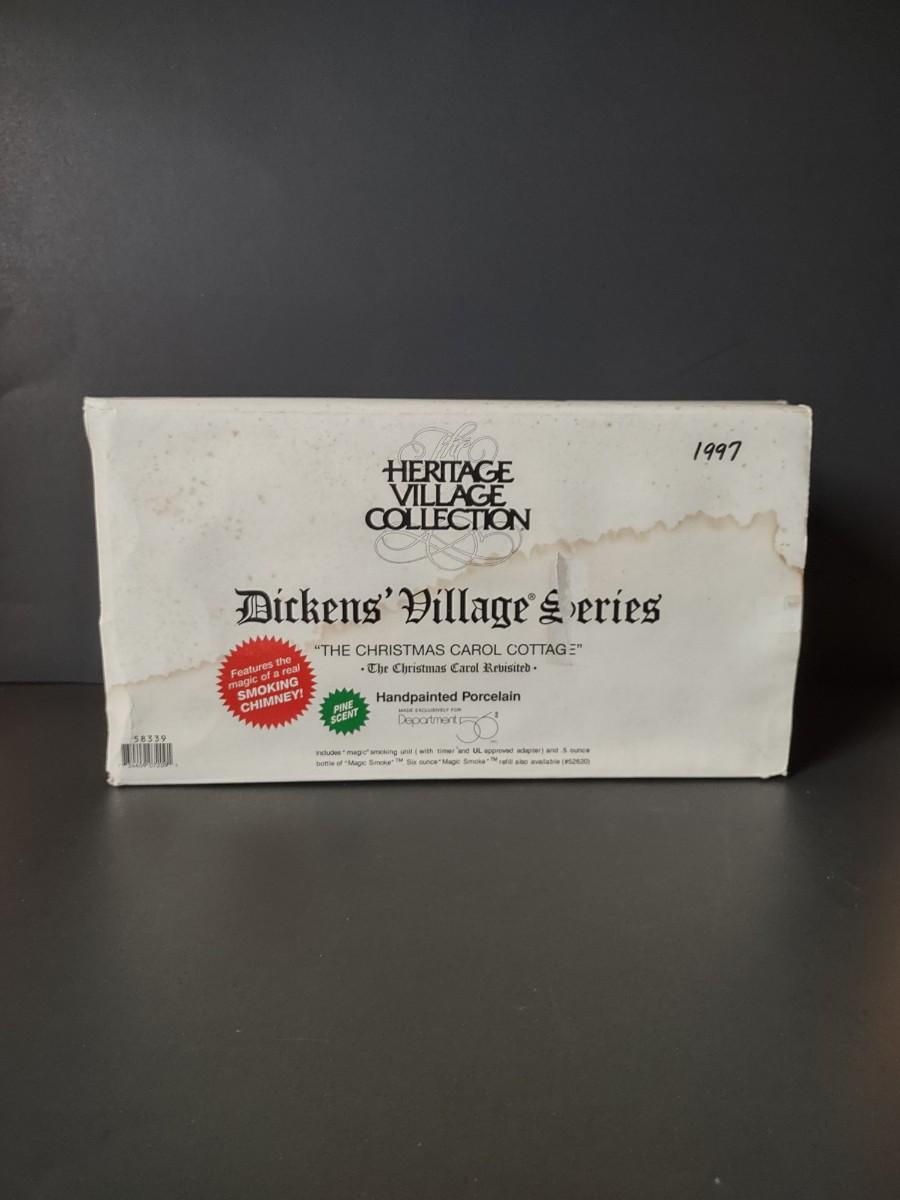 1997
The
HERITAGE
VILLAGE
COLLECTION
Dickens' Village® Series
"THE CHRISTMAS CAROL COTTAGE"
• The Christmas Carol Revisited •
Features the
magic of a real
SMOKING
CHIMNEY!
PINE
SCENT
Handpainted Porcelain
MADE EXCLUSIVELY FOR
Department 56®
58339
Includes "magic" smoking unit ( with timer and UL approved adapter) and .5 ounce
bottle of "Magic Smoke" ™ Six ounce "Magic Smoke" ™ refill also available (#52620)